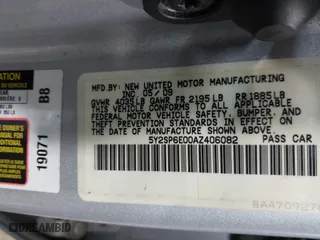 MFD. BY: NEW UNITED MOTOR MANUFACTURING
INC. 05/09
GVWR 4035LB GAWR FR 2195LB RR 1885LB
THIS VEHICLE CONFORMS TO ALL APPLICABLE
FEDERAL MOTOR VEHICLE SAFETY, BUMPER, AND
THEFT PREVENTION STANDARDS IN EFFECT ON THE
DATE OF MANUFACTURE SHOWN ABOVE.
5Y2SP6E00AZ406082 PASS CAR
B8
19071
DREAMBID